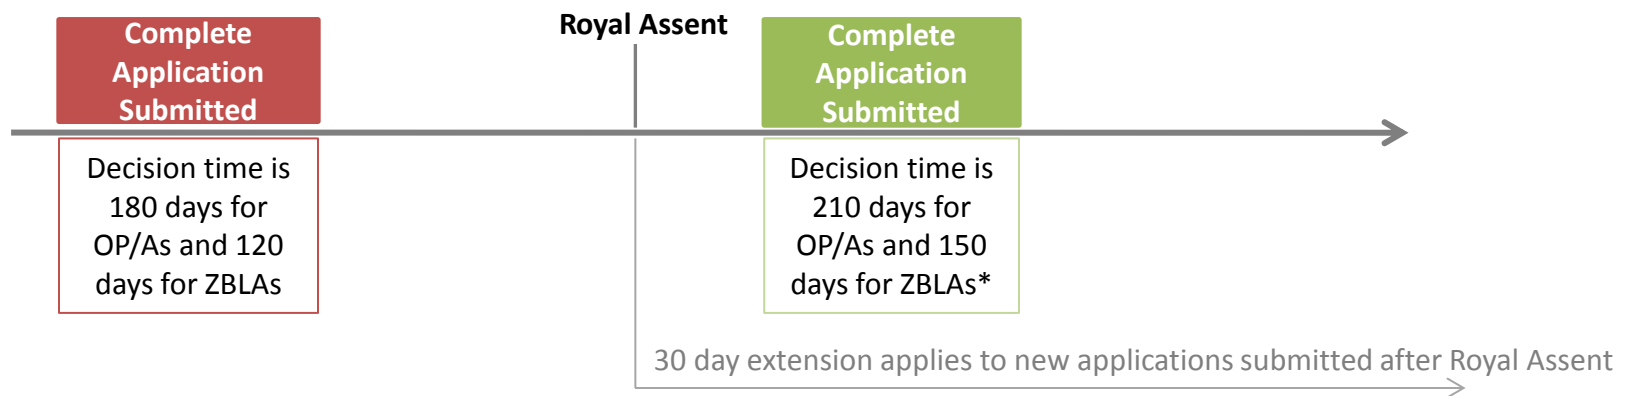 Complete
Application
Submitted
Royal Assent
Complete
Application
Submitted
Decision time is
180 days for
OP/As and 120
days for ZBLAs
Decision time is
210 days for
OP/As and 150
days for ZBLAs*
30 day extension applies to new applications submitted after Royal Assent